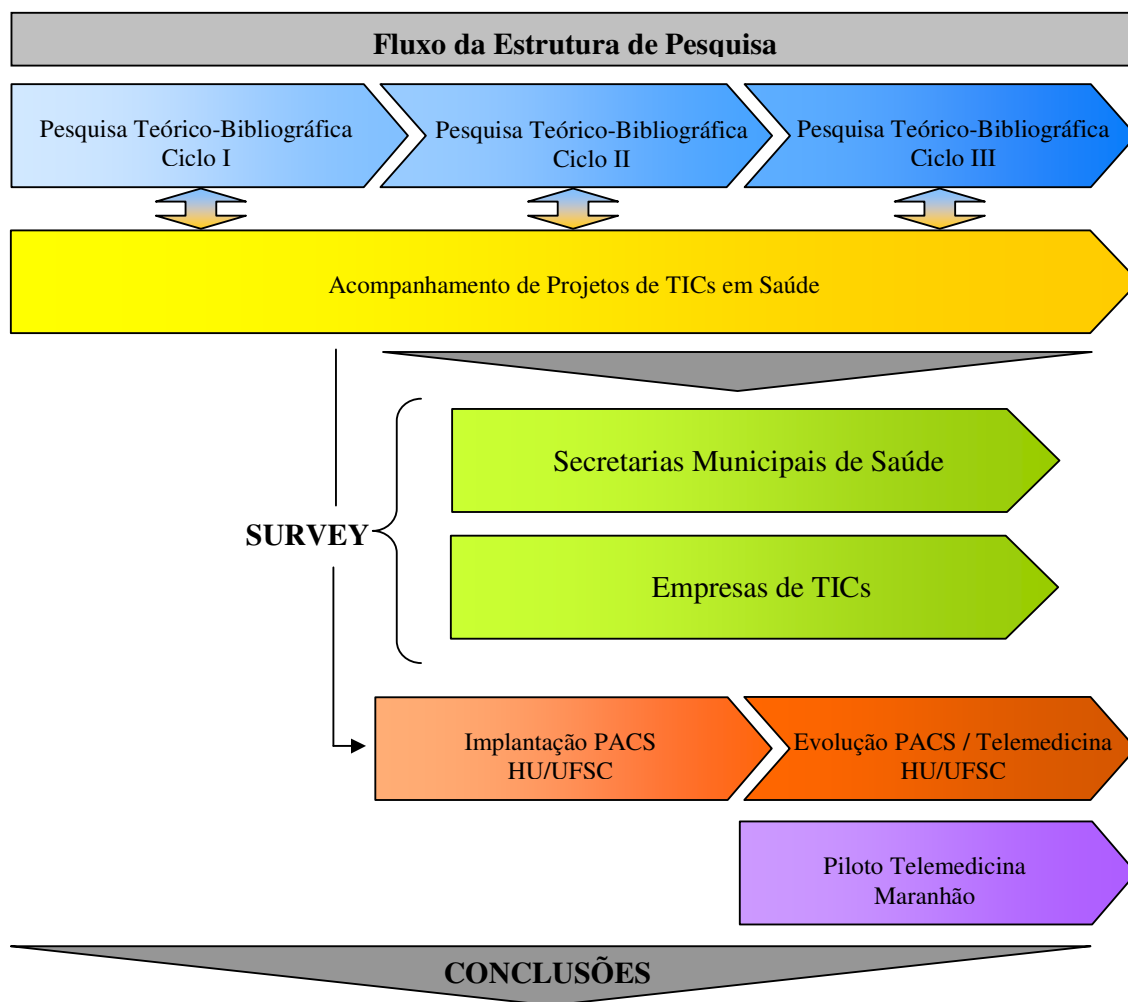 Fluxo da Estrutura de Pesquisa
Pesquisa Teórico-Bibliográfica
Ciclo I
Pesquisa Teórico-Bibliográfica
Ciclo II
Pesquisa Teórico-Bibliográfica
Ciclo III
Acompanhamento de Projetos de TICs em Saúde
SURVEY
Secretarias Municipais de Saúde
Empresas de TICs
Implantação PACS
HU/UFSC
Evolução PACS / Telemedicina
HU/UFSC
Piloto Telemedicina
Maranhão
CONCLUSÕES